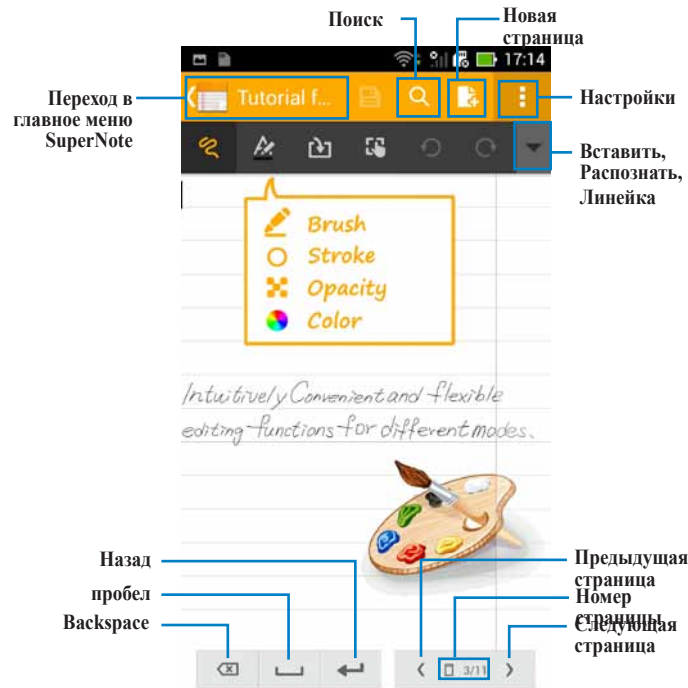 Поиск
Новая
страница
17:14
Переход в
главное меню
SuperNote
Tutorial f...
Настройки
Вставить,
Распознать,
Линейка
Brush
Stroke
Opacity
Color
Intuitively Convenient and flexible
editing functions for different modes.
Назад
пробел
Backspace
Предыдущая
страница
Номер
страницы
Следующая
страница
3/11